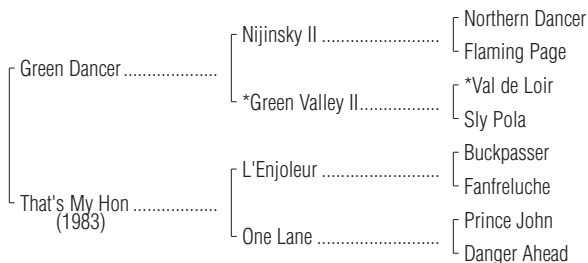 Northern Dancer
Nijinsky II ..........................
Flaming Page
Green Dancer ....................
*Val de Loir
*Green Valley II.................
Sly Pola
Buckpasser
L'Enjoleur .........................
Fanfreluche
That's My Hon ..................
(1983)
Prince John
One Lane ..........................
Danger Ahead